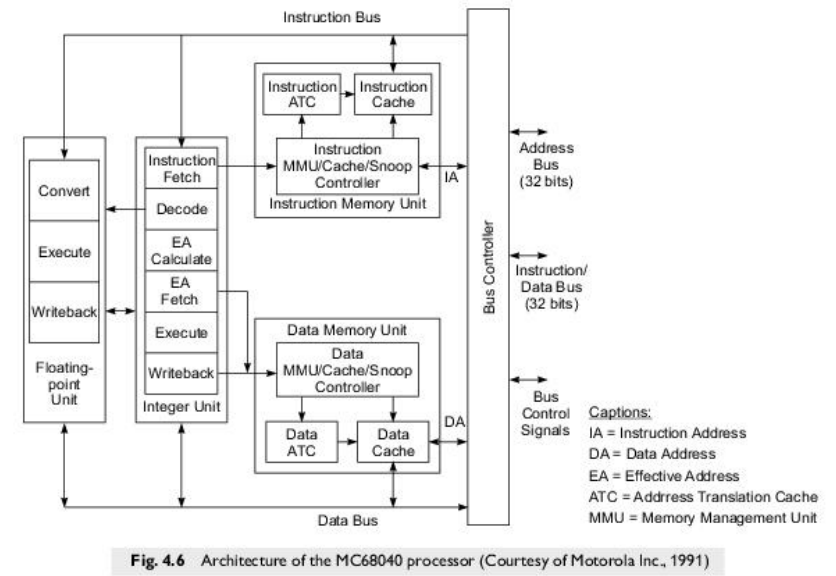 Instruction Bus
Instruction
ATC
Instruction
Cache
Instruction
MMU/Cache/Snoop
Controller
Instruction Memory Unit
IA
Convert
Execute
Writeback
Floating-
point
Unit
Instruction
Fetch
Decode
EA
Calculate
EA
Fetch
Execute
Writeback
Integer Unit
Data Memory Unit
Data
MMU/Cache/Snoop
Controller
Data
ATC
Data
Cache
DA
Data Bus
Bus Controller
Address
Bus
(32 bits)
Instruction/
Data Bus
(32 bits)
Bus
Control
Signals
Captions:
IA = Instruction Address
DA = Data Address
EA = Effective Address
ATC = Addrress Translation Cache
MMU = Memory Management Unit
Fig. 4.6 Architecture of the MC68040 processor (Courtesy of Motorola Inc., 1991)